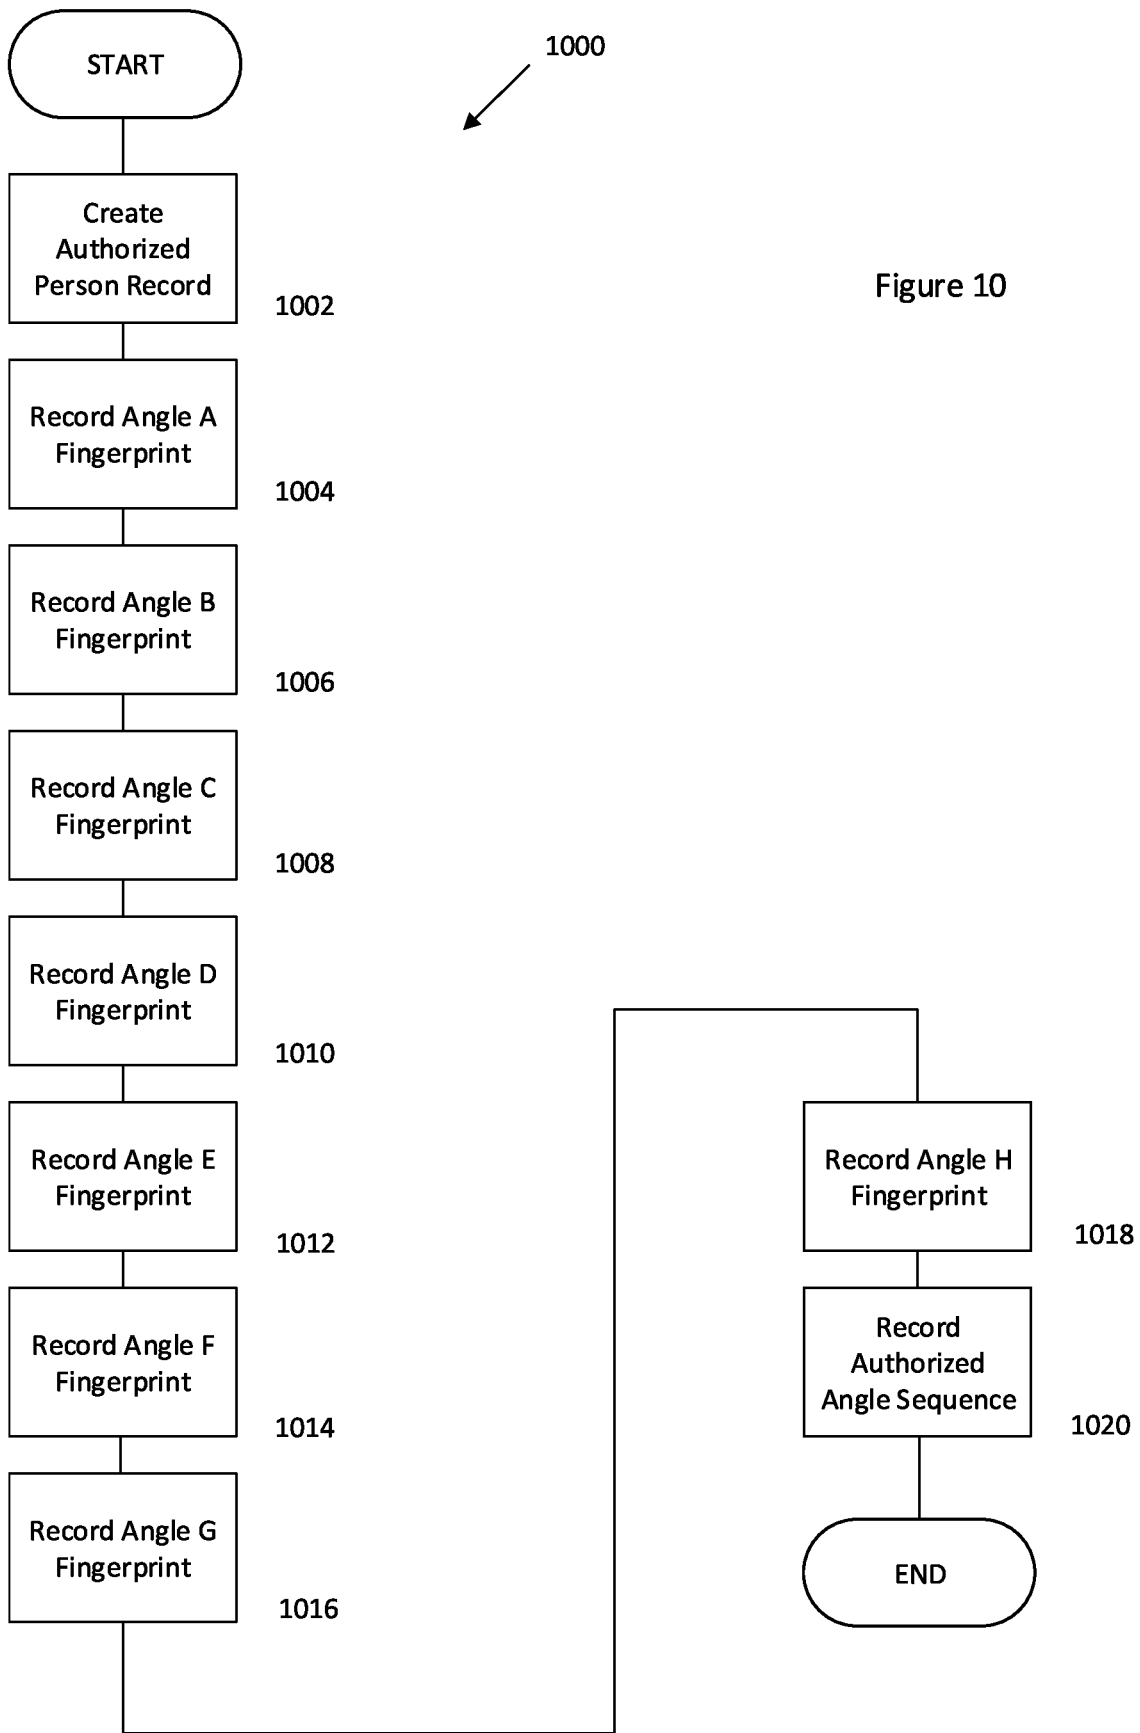 START
1000
Create
Authorized
Person Record
1002
Figure 10
Record Angle A
Fingerprint
1004
Record Angle B
Fingerprint
1006
Record Angle C
Fingerprint
1008
Record Angle D
Fingerprint
1010
Record Angle E
Fingerprint
1012
Record Angle F
Fingerprint
1014
Record Angle G
Fingerprint
1016
Record Angle H
Fingerprint
1018
Record
Authorized
Angle Sequence
1020
END